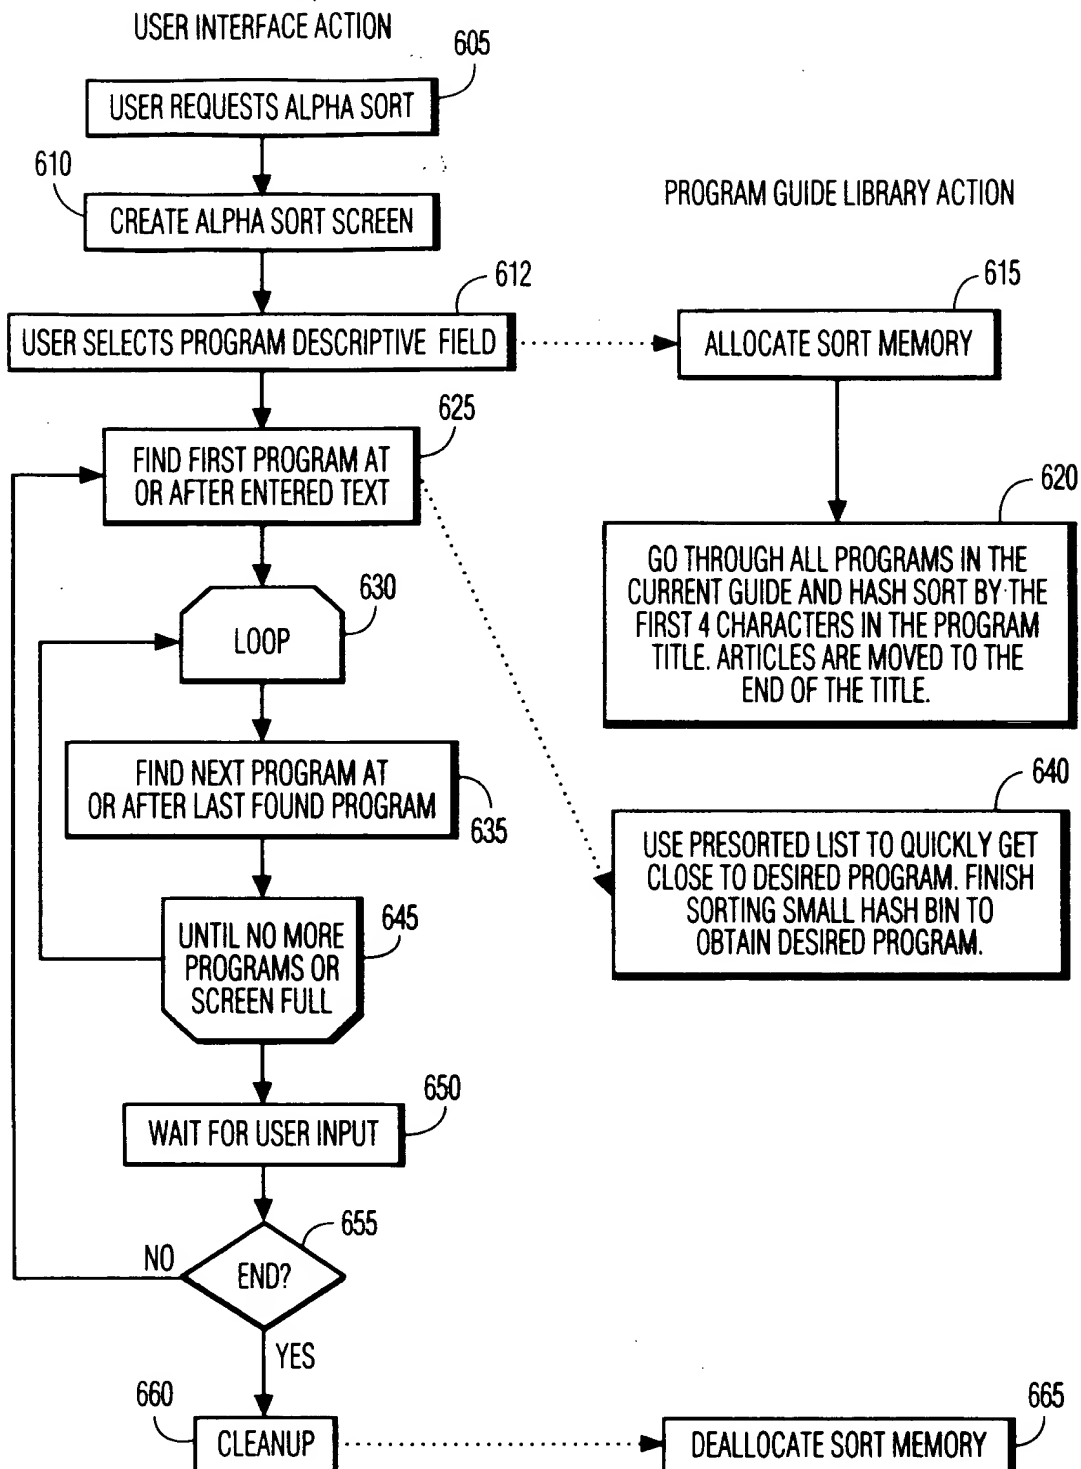 USER INTERFACE ACTION
605
USER REQUESTS ALPHA SORT
610
CREATE ALPHA SORT SCREEN
PROGRAM GUIDE LIBRARY ACTION
612
USER SELECTS PROGRAM DESCRIPTIVE FIELD
615
ALLOCATE SORT MEMORY
625
FIND FIRST PROGRAM AT
OR AFTER ENTERED TEXT
620
GO THROUGH ALL PROGRAMS IN THE
CURRENT GUIDE AND HASH SORT BY THE
FIRST 4 CHARACTERS IN THE PROGRAM
TITLE. ARTICLES ARE MOVED TO THE
END OF THE TITLE.
630
LOOP
FIND NEXT PROGRAM AT
OR AFTER LAST FOUND PROGRAM
635
640
USE PRESORTED LIST TO QUICKLY GET
CLOSE TO DESIRED PROGRAM. FINISH
SORTING SMALL HASH BIN TO
OBTAIN DESIRED PROGRAM.
645
UNTIL NO MORE
PROGRAMS OR
SCREEN FULL
650
WAIT FOR USER INPUT
655
END?
NO
YES
660
CLEANUP
665
DEALLOCATE SORT MEMORY